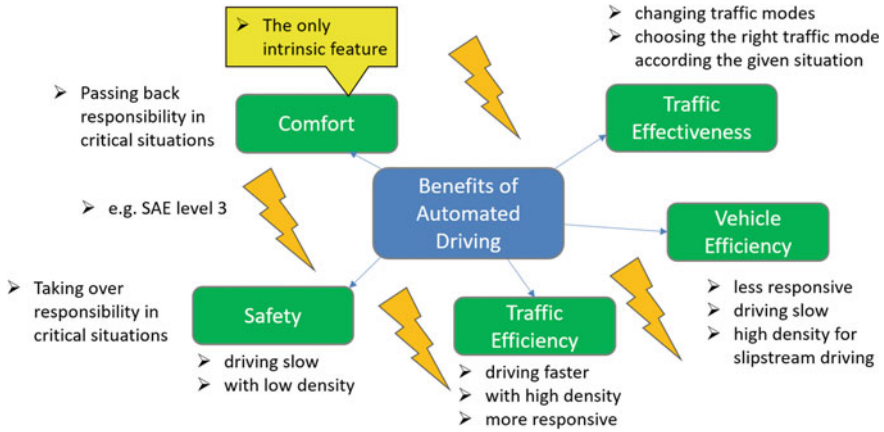 ➢ The only
intrinsic feature
➢ changing traffic modes
➢ choosing the right traffic mode
according the given situation
➢ Passing back
responsibility in
critical situations
Comfort
Traffic
Effectiveness
Benefits of
Automated
Driving
➢ e.g. SAE level 3
Vehicle
Efficiency
➢ Taking over
responsibility in
critical situations
Safety
➢ driving slow
➢ with low density
Traffic
Efficiency
➢ driving faster
➢ with high density
➢ more responsive
➢ less responsive
➢ driving slow
➢ high density for
slipstream driving